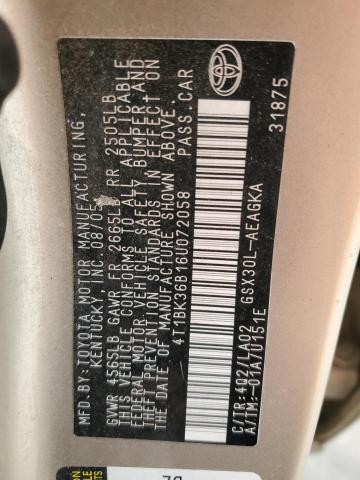 MFD BY: TOYOTA MOTOR MANUFACTURING,
KENTUCKY, INC. 08/05
GVWR 4565LB GAWR FR 2665LB RR 2505LB
THIS VEHICLE CONFORMS TO ALL APPLICABLE
FEDERAL MOTOR VEHICLE SAFETY BUMPER AND
THEFT PREVENTION STANDARDS IN EFFECT ON
THE DATE OF MANUFACTURE SHOWN ABOVE.
4T1BK36B16U072058 PASS.CAR
C/TR: 4Q2/LA02 GSX30L-AEAGKA
A/TM: -01A/U151E 31875